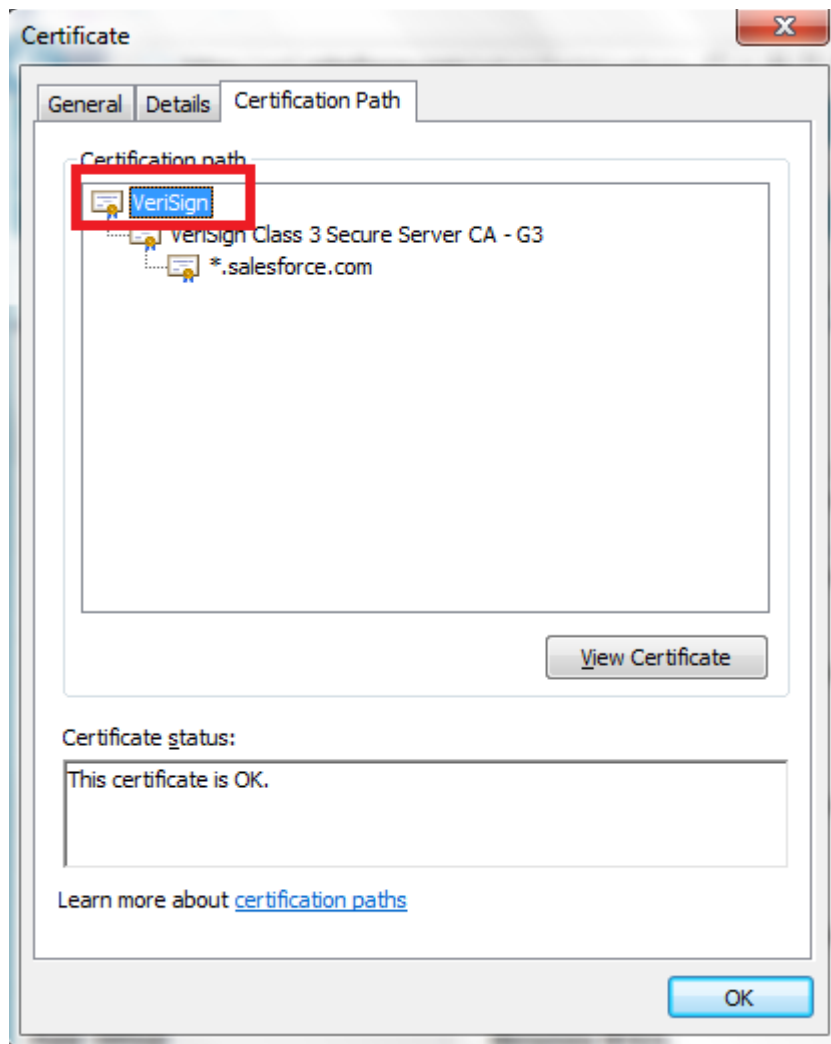 Certificate
x
General Details Certification Path
Certification path
VeriSign
VeriSign Class 3 Secure Server CA - G3
*.salesforce.com
View Certificate
Certificate status:
This certificate is OK.
Learn more about certification paths
OK